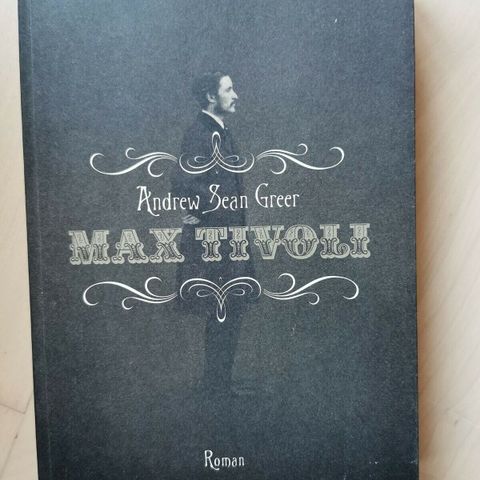 Andrew Sean Greer
MAX TIVOLI
Roman